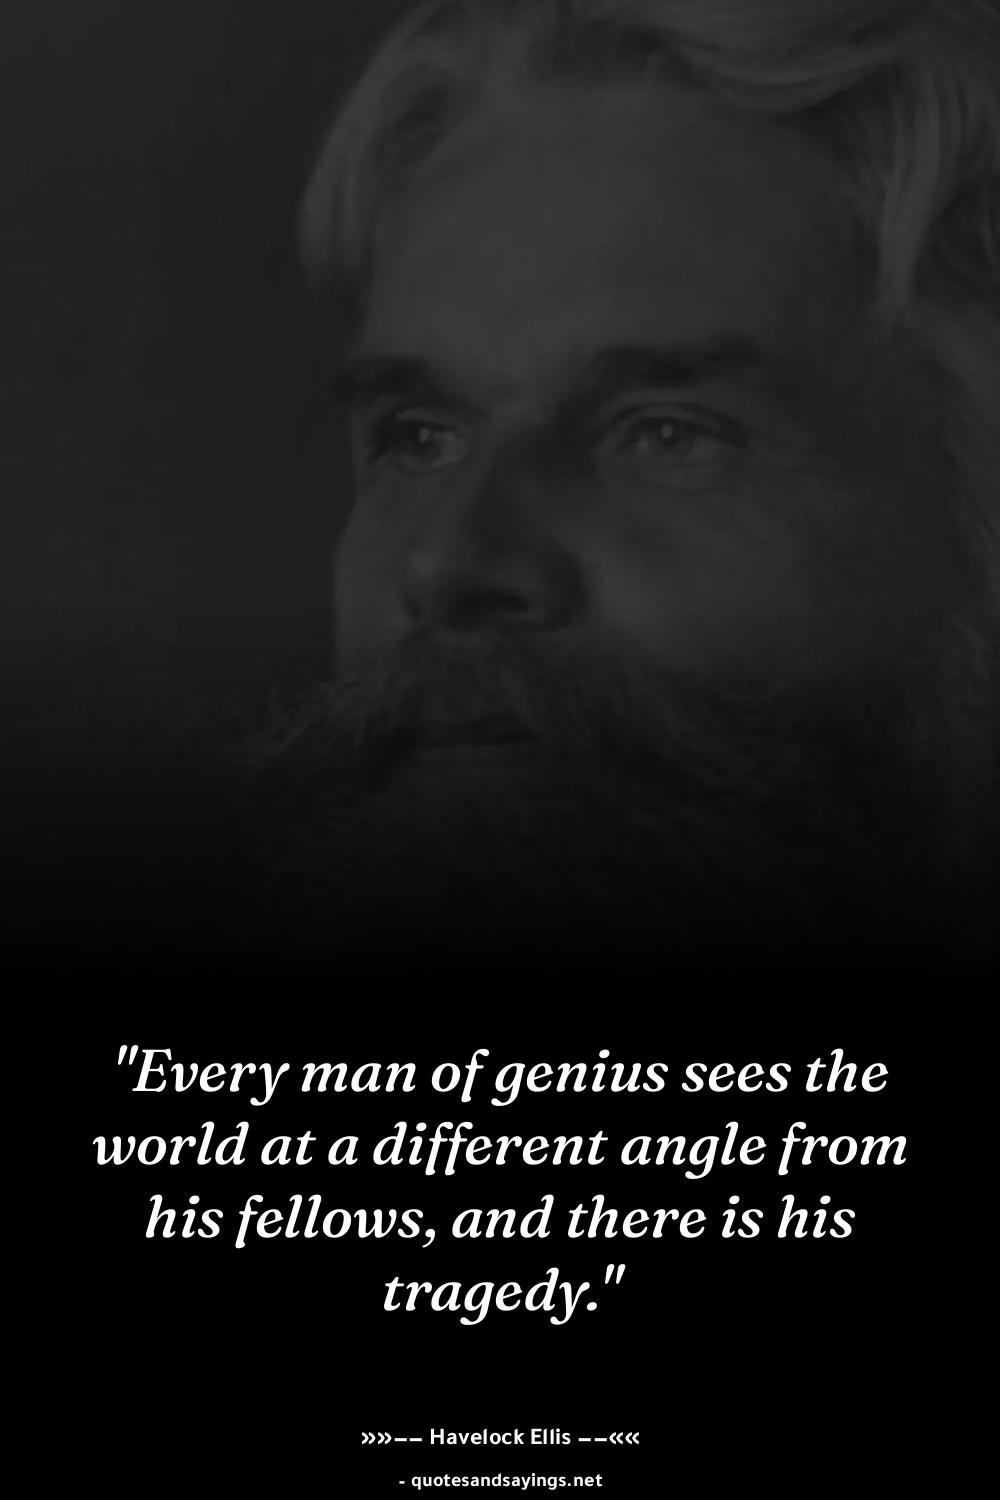 "Every man of genius sees the
world at a different angle from
his fellows, and there is his
tragedy."
»»–– Havelock Ellis ––««
- quotesandsayings.net